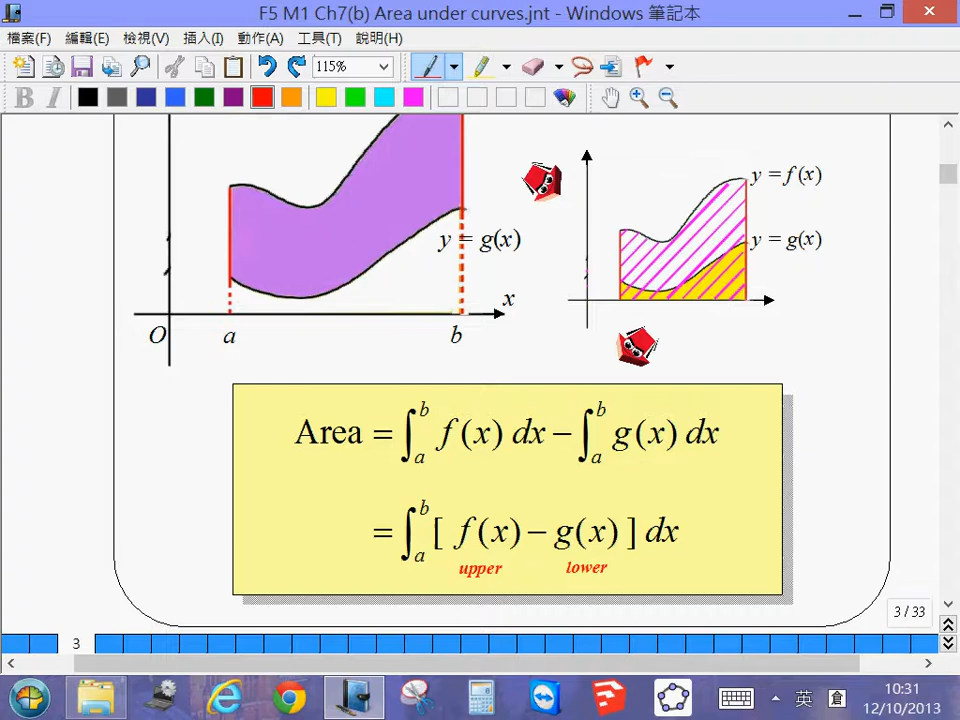 F5 M1 Ch7(b) Area under curves.jnt - Windows 筆記本
檔案(F) 編輯(E) 檢視(V) 插入(I) 動作(A) 工具(T) 說明(H)
115%
B I
y = f(x)
y = g(x)
y = g(x)
x
O a b
Area = ∫_a^b f(x) dx − ∫_a^b g(x) dx
= ∫_a^b [ f(x) − g(x) ] dx
upper lower
3 / 33
3
英 倉
10:31
12/10/2013